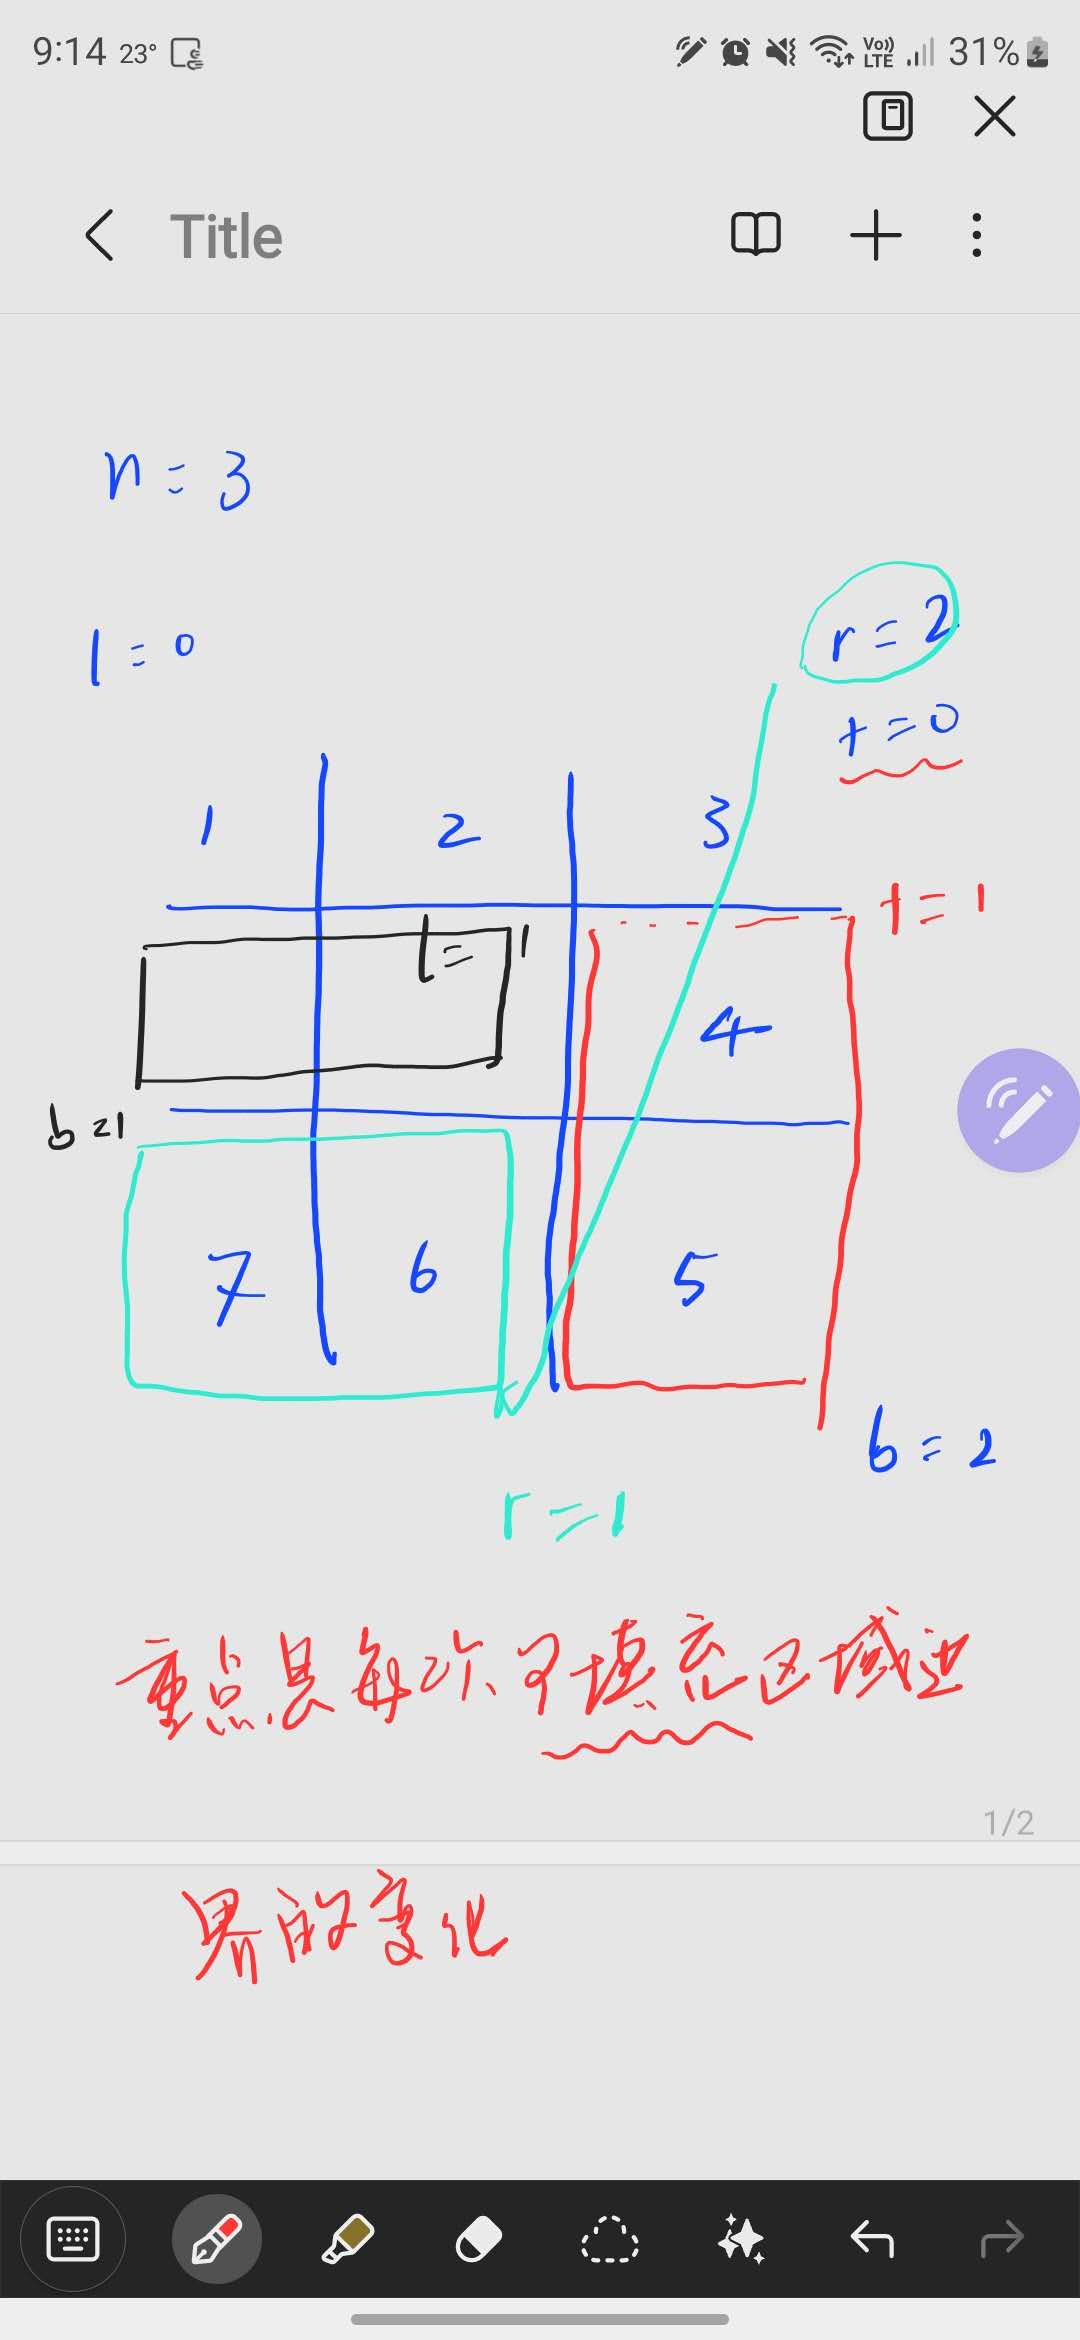 9:14 23° Vo)) LTE 31%
Title
n = 3
l = 0
r = 2
t = 0
1 2 3
t = 1
l = 1
4
b = 1
7 6 5
b = 2
r = 1
重点是每次可填充区域边
1/2
界的变化